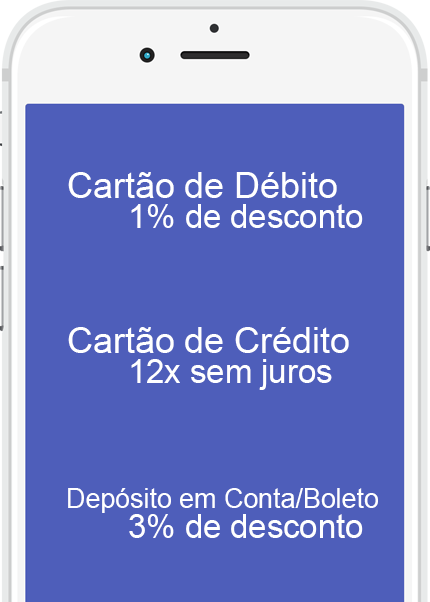 Cartão de Débito
1% de desconto
Cartão de Crédito
12x sem juros
Depósito em Conta/Boleto
3% de desconto